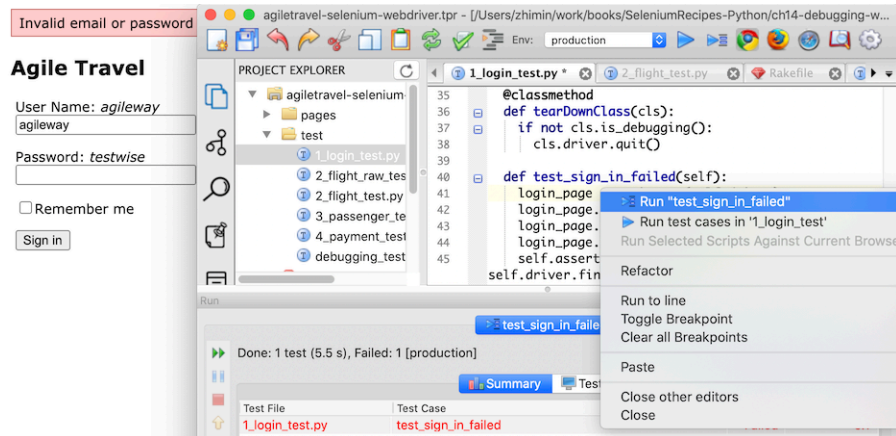 Invalid email or password
Agile Travel
User Name: agileway
agileway
Password: testwise
Remember me
Sign in
agiletravel-selenium-webdriver.tpr - [/Users/zhimin/work/books/SeleniumRecipes-Python/ch14-debugging-w...
Env: production
PROJECT EXPLORER
agiletravel-selenium-
pages
test
1_login_test.py
2_flight_raw_tes
2_flight_test.py
3_passenger_te
4_payment_test
debugging_test
1_login_test.py *
2_flight_test.py
Rakefile
35 @classmethod
36 def tearDownClass(cls):
37 if not cls.is_debugging():
38 cls.driver.quit()
39
40 def test_sign_in_failed(self):
41 login_page
42 login_page.
43 login_page.
44 login_page.
45 self.assert
self.driver.fin
Run "test_sign_in_failed"
Run test cases in '1_login_test'
Run Selected Scripts Against Current Browse
Refactor
Run to line
Toggle Breakpoint
Clear all Breakpoints
Paste
Close other editors
Close
Run
test_sign_in_faile
Done: 1 test (5.5 s), Failed: 1 [production]
Summary
Test
Test File
Test Case
1_login_test.py
test_sign_in_failed